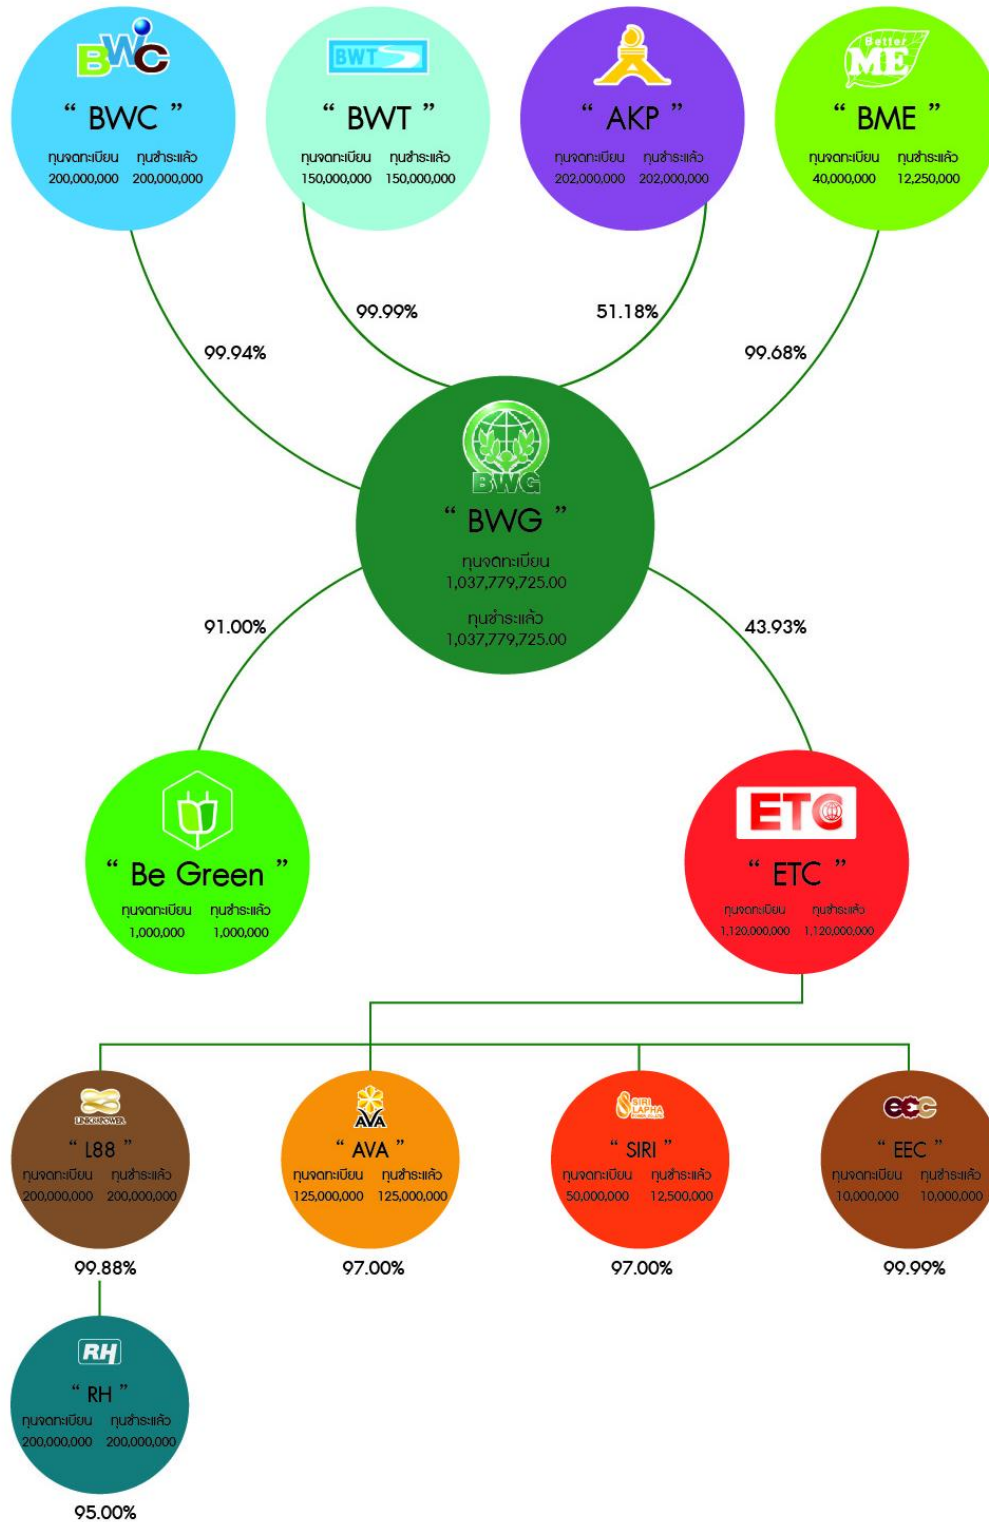 BWC
“ BWC ”
ทุนจดทะเบียน ทุนชำระแล้ว
200,000,000 200,000,000
BWT
“ BWT ”
ทุนจดทะเบียน ทุนชำระแล้ว
150,000,000 150,000,000
“ AKP ”
ทุนจดทะเบียน ทุนชำระแล้ว
202,000,000 202,000,000
Better
ME
“ BME ”
ทุนจดทะเบียน ทุนชำระแล้ว
40,000,000 12,250,000
99.99%
51.18%
99.94%
99.68%
BWG
“ BWG ”
ทุนจดทะเบียน
1,037,779,725.00
ทุนชำระแล้ว
1,037,779,725.00
91.00%
43.93%
“ Be Green ”
ทุนจดทะเบียน ทุนชำระแล้ว
1,000,000 1,000,000
ETC
“ ETC ”
ทุนจดทะเบียน ทุนชำระแล้ว
1,120,000,000 1,120,000,000
“ L88 ”
ทุนจดทะเบียน ทุนชำระแล้ว
200,000,000 200,000,000
99.88%
AVA
“ AVA ”
ทุนจดทะเบียน ทุนชำระแล้ว
125,000,000 125,000,000
97.00%
SIRI
LAPHA
“ SIRI ”
ทุนจดทะเบียน ทุนชำระแล้ว
50,000,000 12,500,000
97.00%
eec
“ EEC ”
ทุนจดทะเบียน ทุนชำระแล้ว
10,000,000 10,000,000
99.99%
RH
“ RH ”
ทุนจดทะเบียน ทุนชำระแล้ว
200,000,000 200,000,000
95.00%